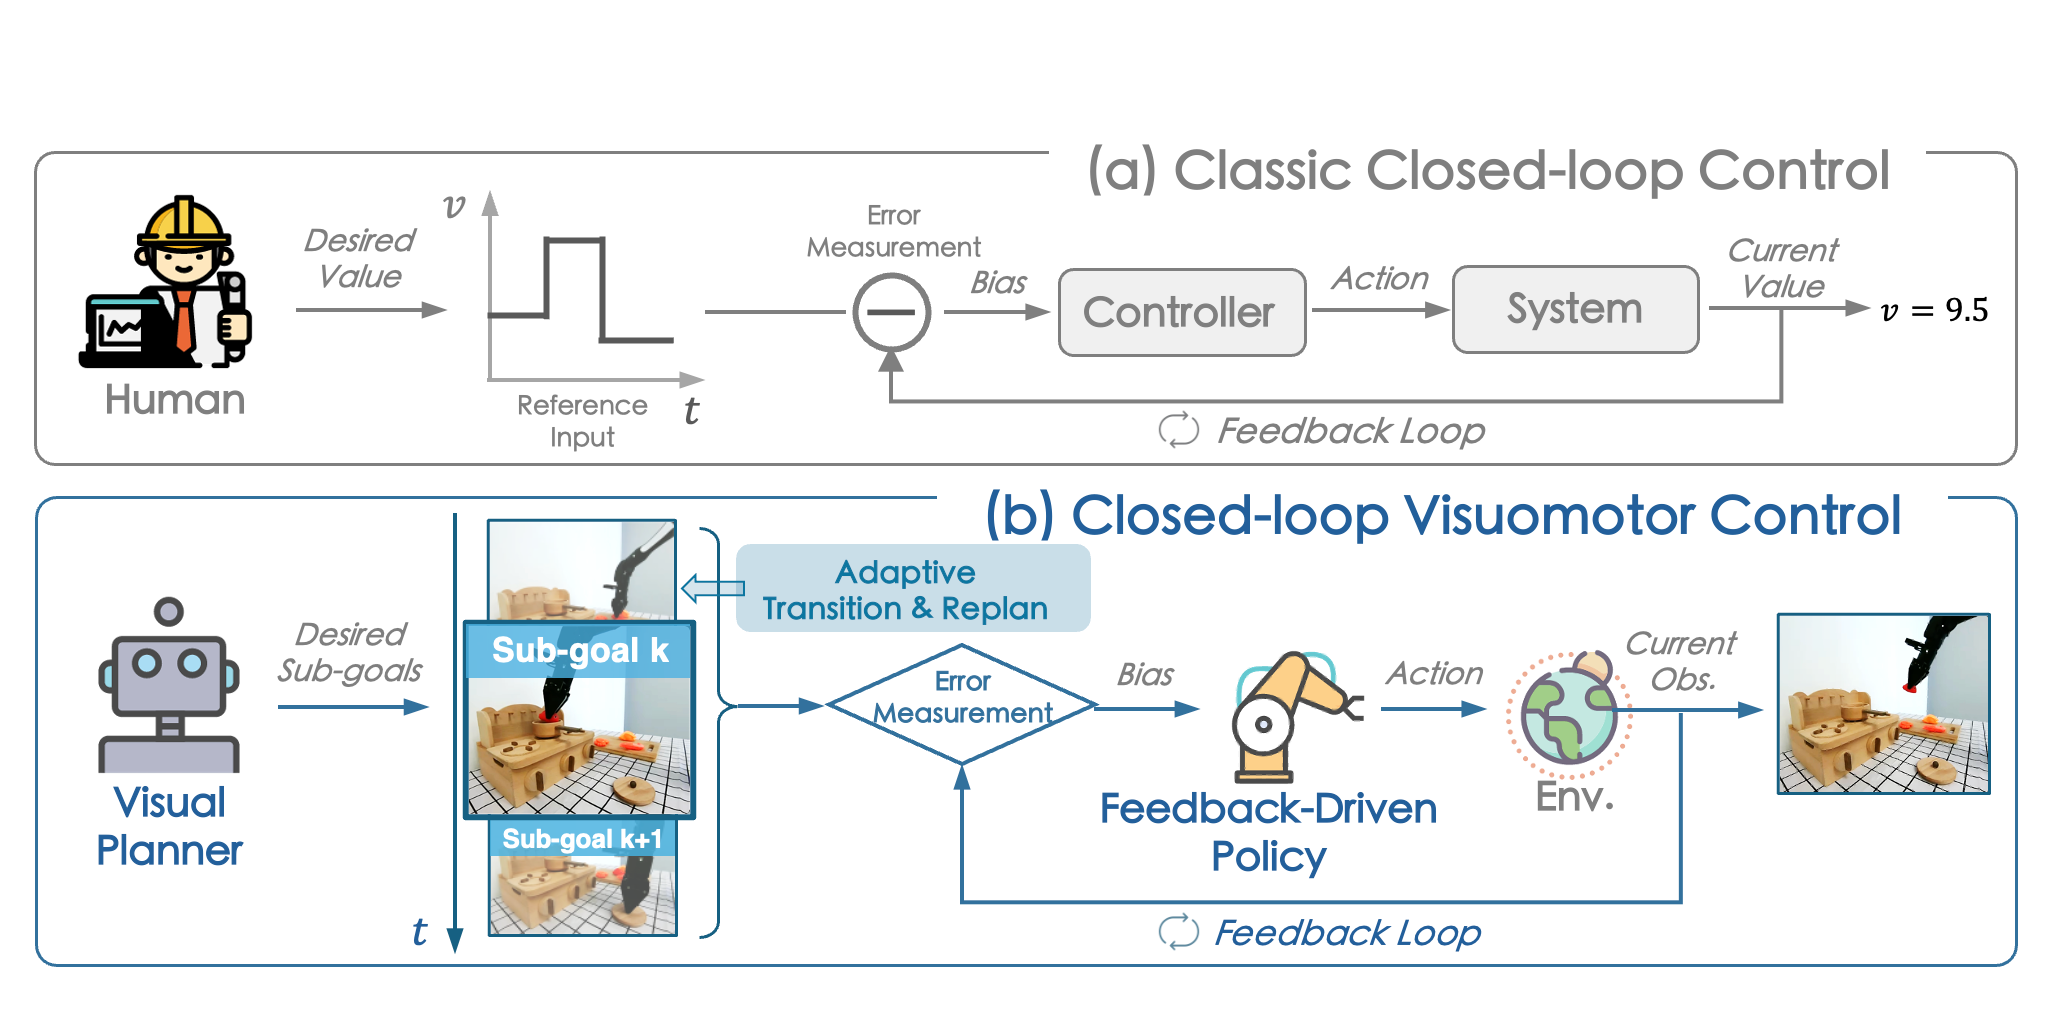 (a) Classic Closed-loop Control
Human
Desired
Value
v
t
Reference
Input
Error
Measurement
Bias
Controller
Action
System
Current
Value
v = 9.5
Feedback Loop
(b) Closed-loop Visuomotor Control
Visual
Planner
Desired
Sub-goals
t
Sub-goal k
Sub-goal k+1
Adaptive
Transition & Replan
Error
Measurement
Bias
Feedback-Driven
Policy
Action
Env.
Current
Obs.
Feedback Loop